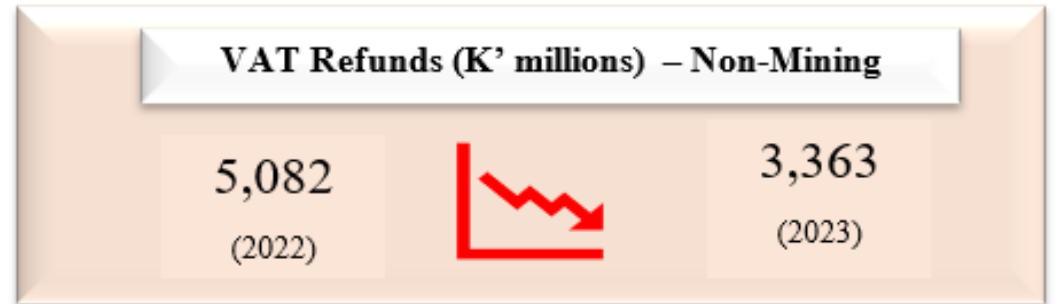 VAT Refunds (K’ millions) – Non-Mining
5,082
(2022)
3,363
(2023)